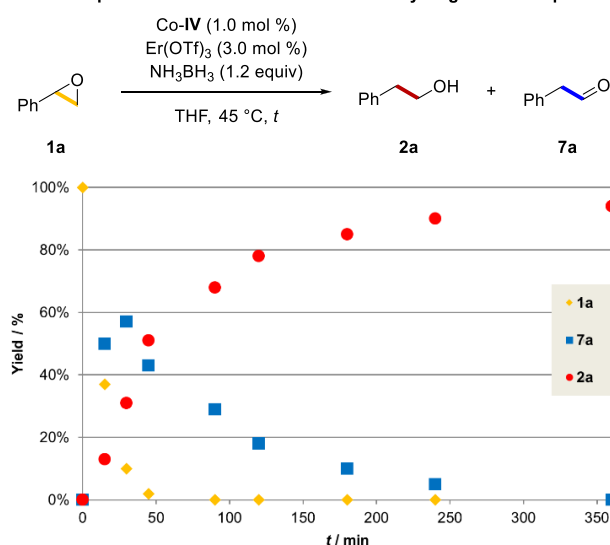 Co-IV (1.0 mol %)
Er(OTf)3 (3.0 mol %)
NH3BH3 (1.2 equiv)
THF, 45 °C, t
Ph
O
1a
Ph
OH
2a
+
Ph
O
7a
100%
80%
60%
40%
20%
0%
Yield / %
0
50
100
150
200
250
300
350
t / min
1a
7a
2a